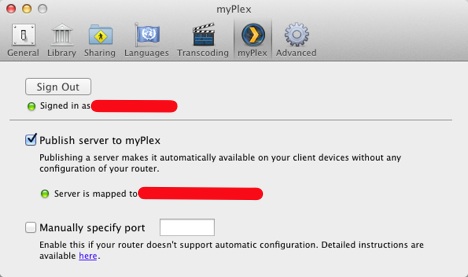 myPlex
General Library Sharing Languages Transcoding myPlex Advanced
Sign Out
Signed in as
Publish server to myPlex
Publishing a server makes it automatically available on your client devices without any
configuration of your router.
Server is mapped to
Manually specify port
Enable this if your router doesn't support automatic configuration. Detailed instructions are
available here.